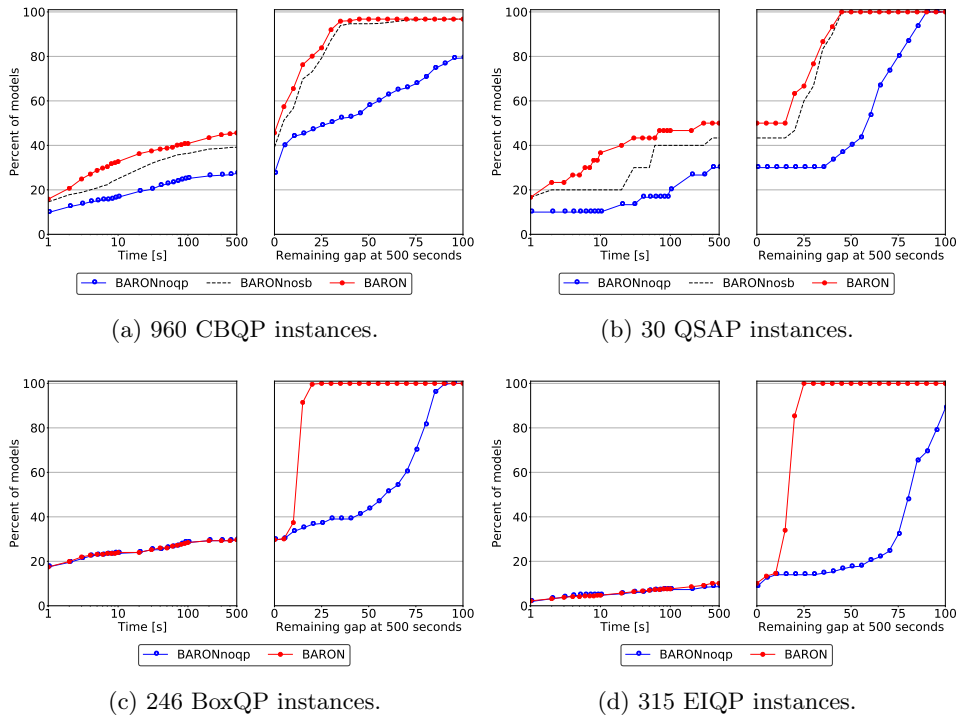 100
80
60
40
20
0
Percent of models
1 10 100 500
Time [s]
0 25 50 75 100
Remaining gap at 500 seconds
BARONnoqp BARONnosb BARON
(a) 960 CBQP instances.
100
80
60
40
20
0
Percent of models
1 10 100 500
Time [s]
0 25 50 75 100
Remaining gap at 500 seconds
BARONnoqp BARONnosb BARON
(b) 30 QSAP instances.
100
80
60
40
20
0
Percent of models
1 10 100 500
Time [s]
0 25 50 75 100
Remaining gap at 500 seconds
BARONnoqp BARON
(c) 246 BoxQP instances.
100
80
60
40
20
0
Percent of models
1 10 100 500
Time [s]
0 25 50 75 100
Remaining gap at 500 seconds
BARONnoqp BARON
(d) 315 EIQP instances.